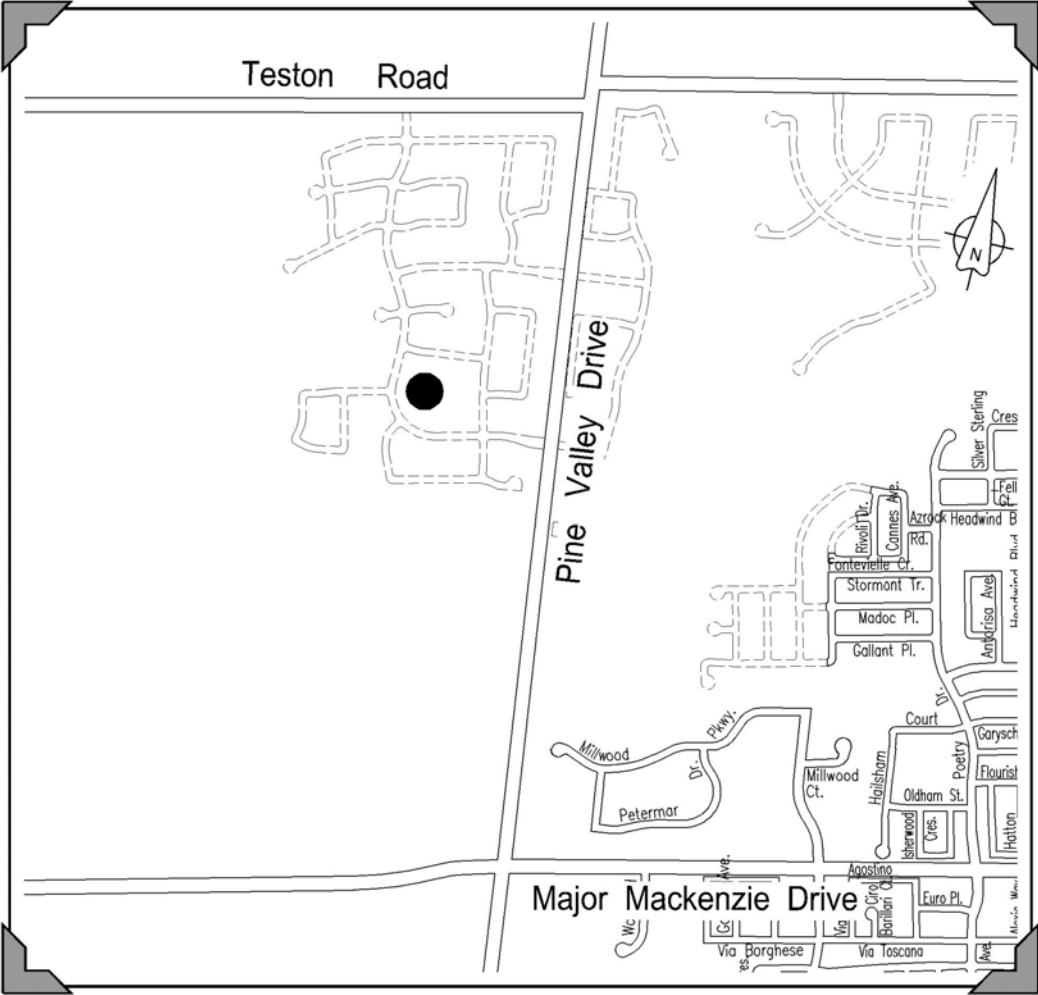 Teston Road
N
Pine Valley Drive
Silver Sterling
Cres
Fell
Ct.
Rivoli Dr.
Cannes Ave.
Azrock
Rd.
Headwind B
Headwind Blvd
Fontevielle Cr.
Stormont Tr.
Madoc Pl.
Gallant Pl.
Antorisa Ave.
Dr.
Court
Poetry
Garysch
Flourist
Millwood
Pkwy.
Dr.
Petermar
Millwood
Ct.
Hailsham
Oldham St.
Isherwood
Cres.
Hatton
Agostino
Ave.
Major Mackenzie Drive
Via
Ciro
Barillari
Euro Pl.
Via Borghese
Via Toscana
Ave.